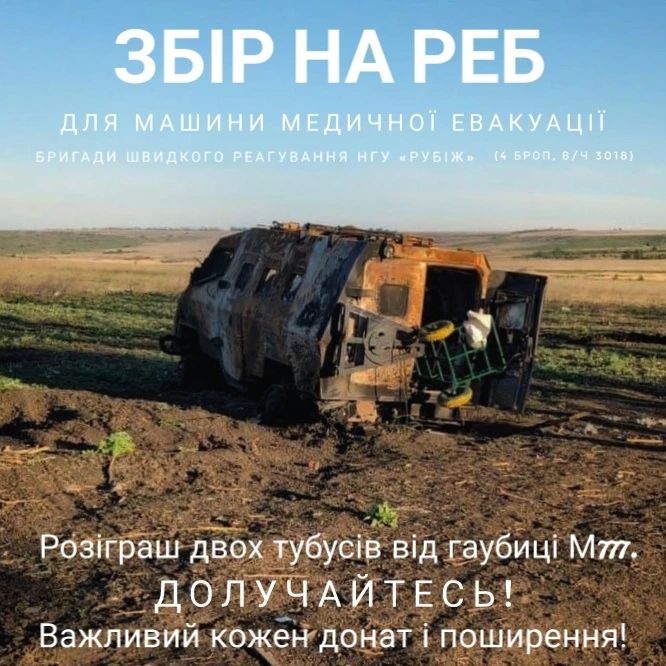 ЗБІР НА РЕБ
ДЛЯ МАШИНИ МЕДИЧНОЇ ЕВАКУАЦІЇ
БРИГАДИ ШВИДКОГО РЕАГУВАННЯ НГУ «РУБІЖ» (4 БРОП, В/Ч 3018)
Розіграш двох тубусів від гаубиці М777.
ДОЛУЧАЙТЕСЬ!
Важливий кожен донат і поширення!